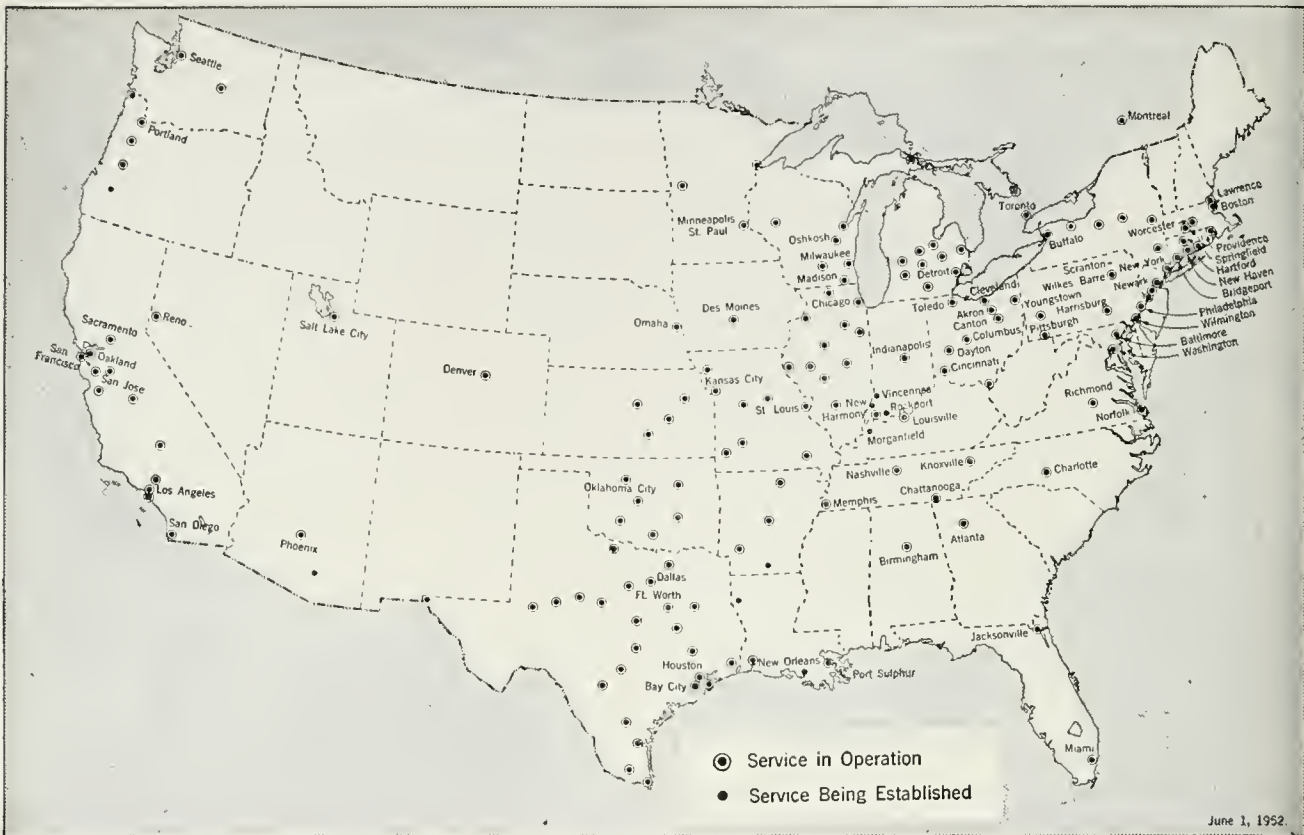 Seattle
Portland
Montreal
Toronto
Lawrence
Boston
Minneapolis
St. Paul
Oshkosh
Milwaukee
Madison
Chicago
Detroit
Buffalo
Worcester
Providence
Springfield
Hartford
New Haven
Bridgeport
Scranton
New York
Wilkes Barre
Newark
Cleveland
Toledo
Youngstown
Akron
Harrisburg
Canton
Columbus
Pittsburgh
Philadelphia
Wilmington
Baltimore
Washington
Reno
Sacramento
San
Francisco
Oakland
San Jose
Salt Lake City
Denver
Omaha
Des Moines
Indianapolis
Dayton
Cincinnati
Kansas City
St. Louis
New
Harmony
Vincennes
Rockport
Louisville
Morganfield
Richmond
Norfolk
Nashville
Knoxville
Charlotte
Chattanooga
Memphis
Oklahoma City
Los Angeles
San Diego
Phoenix
Atlanta
Birmingham
Dallas
Ft. Worth
Jacksonville
Houston
Bay City
New Orleans
Port Sulphur
Miami
Service in Operation
Service Being Established
June 1, 1952.